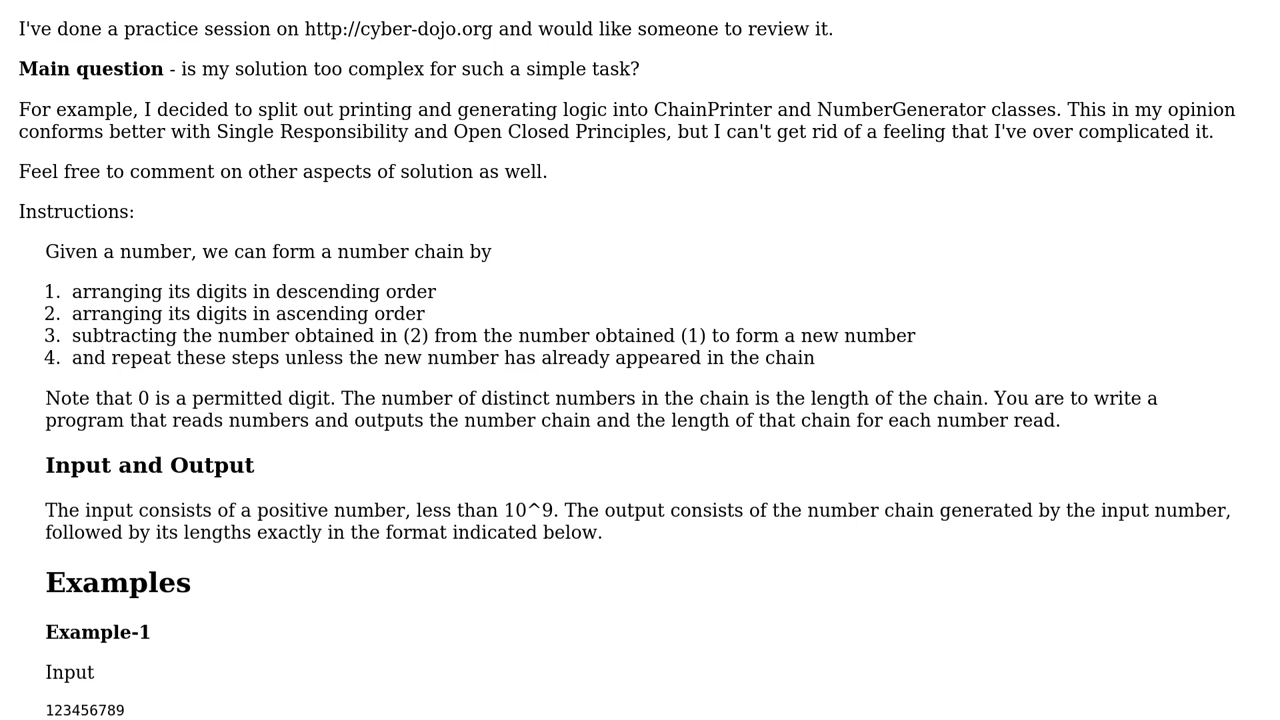 I've done a practice session on http://cyber-dojo.org and would like someone to review it.
Main question - is my solution too complex for such a simple task?
For example, I decided to split out printing and generating logic into ChainPrinter and NumberGenerator classes. This in my opinion
conforms better with Single Responsibility and Open Closed Principles, but I can't get rid of a feeling that I've over complicated it.
Feel free to comment on other aspects of solution as well.
Instructions:
Given a number, we can form a number chain by
1. arranging its digits in descending order
2. arranging its digits in ascending order
3. subtracting the number obtained in (2) from the number obtained (1) to form a new number
4. and repeat these steps unless the new number has already appeared in the chain
Note that 0 is a permitted digit. The number of distinct numbers in the chain is the length of the chain. You are to write a
program that reads numbers and outputs the number chain and the length of that chain for each number read.
Input and Output
The input consists of a positive number, less than 10^9. The output consists of the number chain generated by the input number,
followed by its lengths exactly in the format indicated below.
Examples
Example-1
Input
123456789